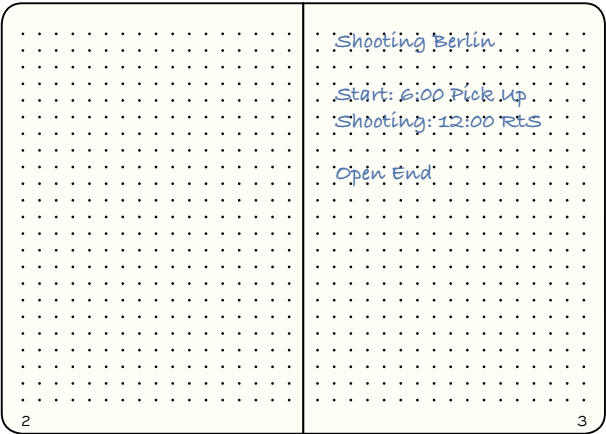 Shooting Berlin
Start: 6:00 Pick Up
Shooting: 12:00 RtS
Open End
2
3